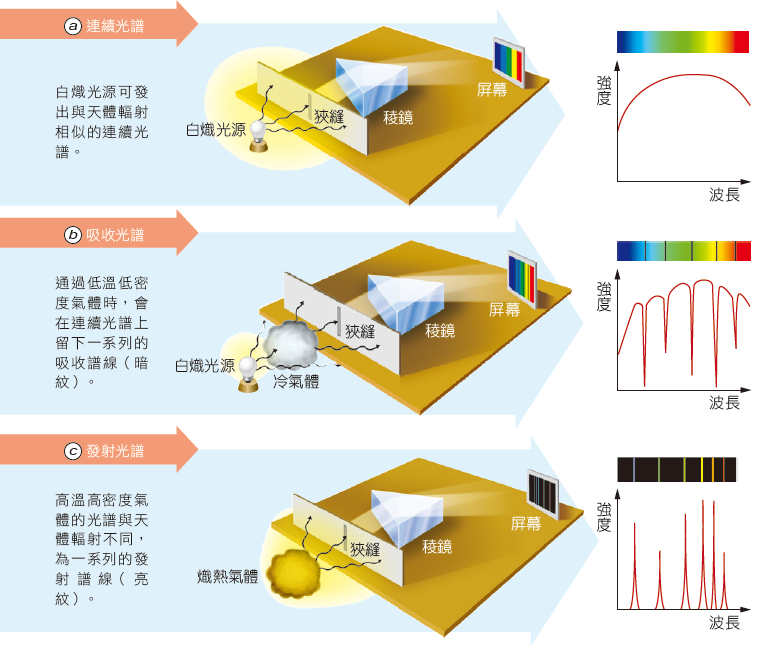 a 連續光譜
白熾光源可發
出與天體輻射
相似的連續光
譜。
白熾光源
狹縫
稜鏡
屏幕
強度
波長
b 吸收光譜
通過低溫低密
度氣體時，會
在連續光譜上
留下一系列的
吸收譜線（暗
紋）。
白熾光源
冷氣體
狹縫
稜鏡
屏幕
強度
波長
c 發射光譜
高溫高密度氣
體的光譜與天
體輻射不同，
為一系列的發
射譜線（亮
紋）。
熾熱氣體
狹縫
稜鏡
屏幕
強度
波長